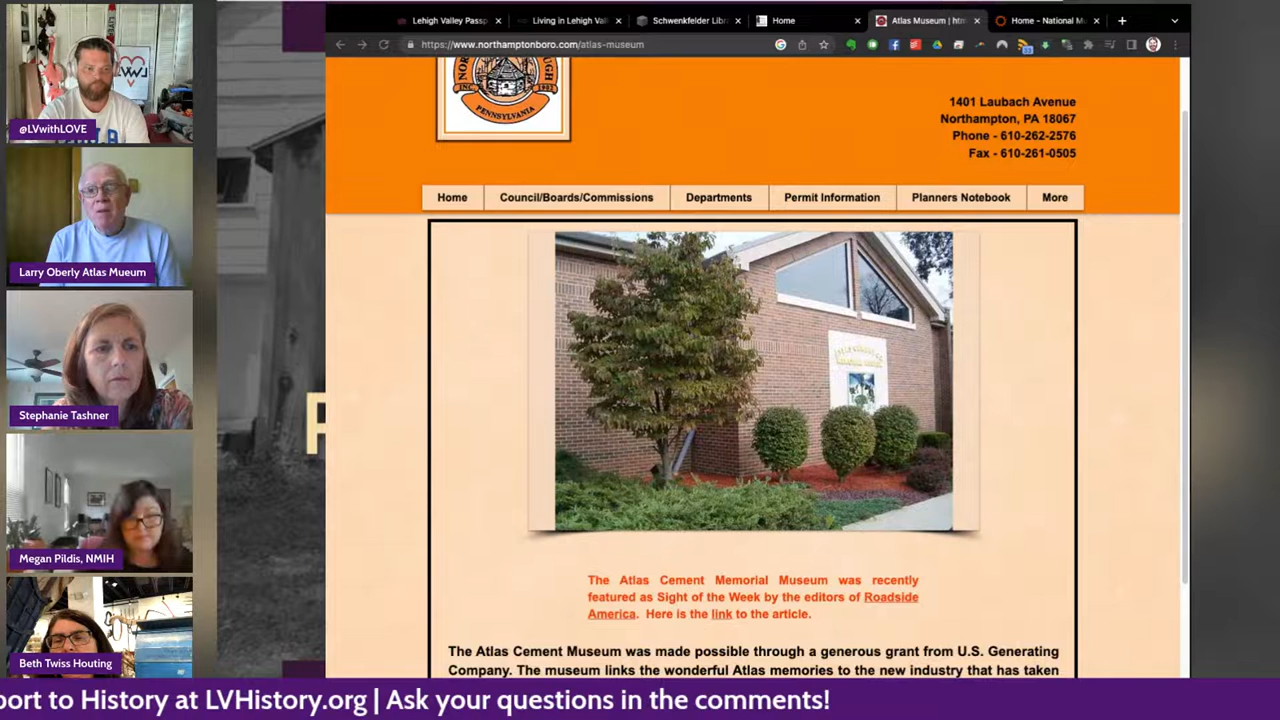 @LVwithLOVE
Larry Oberly Atlas Mueum
Stephanie Tashner
Megan Pildis, NMIH
Beth Twiss Houting
Lehigh Valley Passp
Living in Lehigh Val
Schwenkfelder Libra
Home
Atlas Museum | htm
Home - National Mu
https://www.northamptonboro.com/atlas-museum
PENNSYLVANIA
1401 Laubach Avenue
Northampton, PA 18067
Phone - 610-262-2576
Fax - 610-261-0505
Home
Council/Boards/Commissions
Departments
Permit Information
Planners Notebook
More
The Atlas Cement Memorial Museum was recently
featured as Sight of the Week by the editors of Roadside
America. Here is the link to the article.
The Atlas Cement Museum was made possible through a generous grant from U.S. Generating
Company. The museum links the wonderful Atlas memories to the new industry that has taken
port to History at LVHistory.org | Ask your questions in the comments!